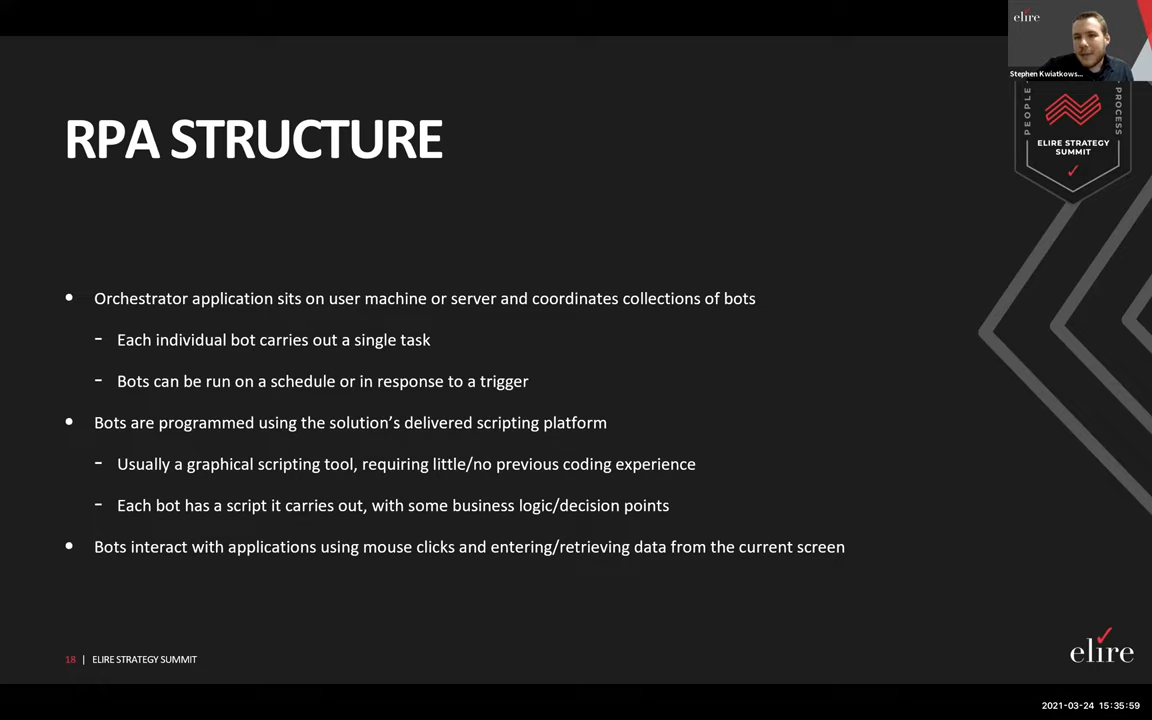 elire
Stephen Kwiatkows...
PEOPLE
PROCESS
ELIRE STRATEGY
SUMMIT
RPA STRUCTURE
• Orchestrator application sits on user machine or server and coordinates collections of bots
- Each individual bot carries out a single task
- Bots can be run on a schedule or in response to a trigger
• Bots are programmed using the solution’s delivered scripting platform
- Usually a graphical scripting tool, requiring little/no previous coding experience
- Each bot has a script it carries out, with some business logic/decision points
• Bots interact with applications using mouse clicks and entering/retrieving data from the current screen
18 | ELIRE STRATEGY SUMMIT
elire
2021-03-24 15:35:59